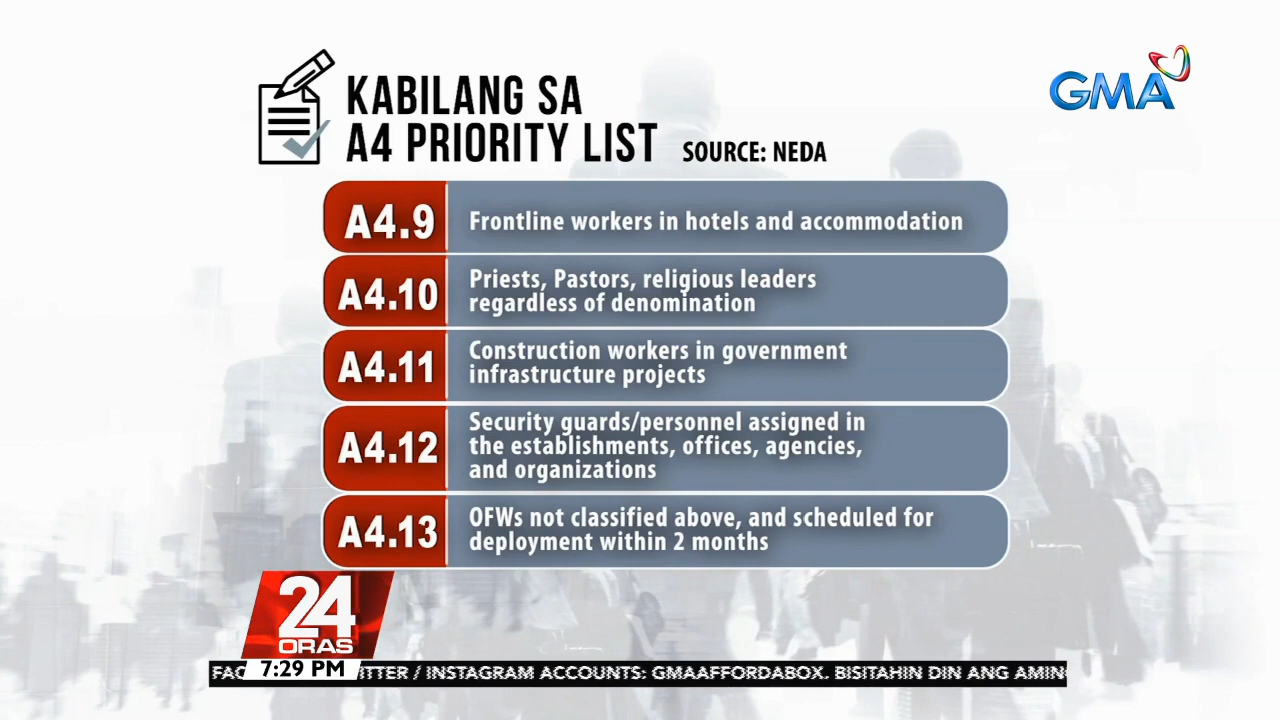 KABILANG SA
A4 PRIORITY LIST SOURCE: NEDA
GMA
A4.9 Frontline workers in hotels and accommodation
A4.10 Priests, Pastors, religious leaders
regardless of denomination
A4.11 Construction workers in government
infrastructure projects
A4.12 Security guards/personnel assigned in
the establishments, offices, agencies,
and organizations
A4.13 OFWs not classified above, and scheduled for
deployment within 2 months
24
ORAS
7:29 PM
/ INSTAGRAM ACCOUNTS: GMAAFFORDABOX. BISITAHIN DIN ANG